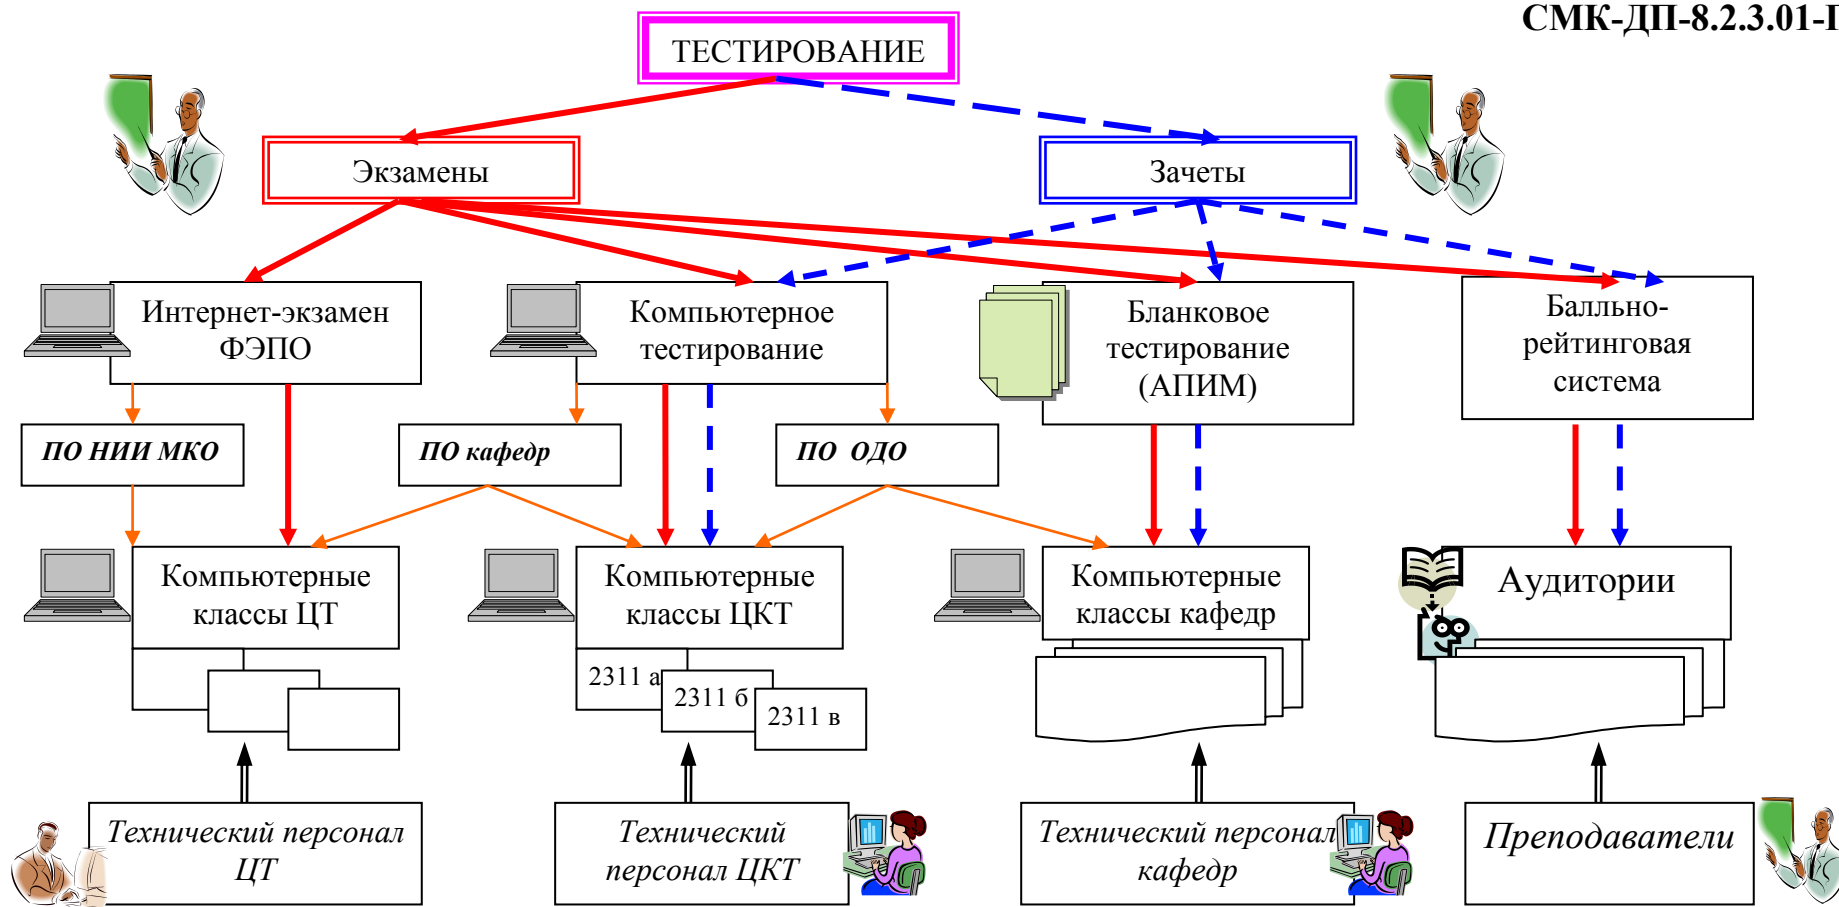 СМК-ДП-8.2.3.01-
ТЕСТИРОВАНИЕ
Экзамены
Зачеты
Интернет-экзамен
ФЭПО
Компьютерное
тестирование
Бланковое
тестирование
(АПИМ)
Балльно-
рейтинговая
система
ПО НИИ МКО
ПО кафедр
ПО ОДО
Компьютерные
классы ЦТ
Компьютерные
классы ЦКТ
Компьютерные
классы кафедр
Аудитории
2311 а
2311 б
2311 в
Технический персонал
ЦТ
Технический
персонал ЦКТ
Технический персонал
кафедр
Преподаватели